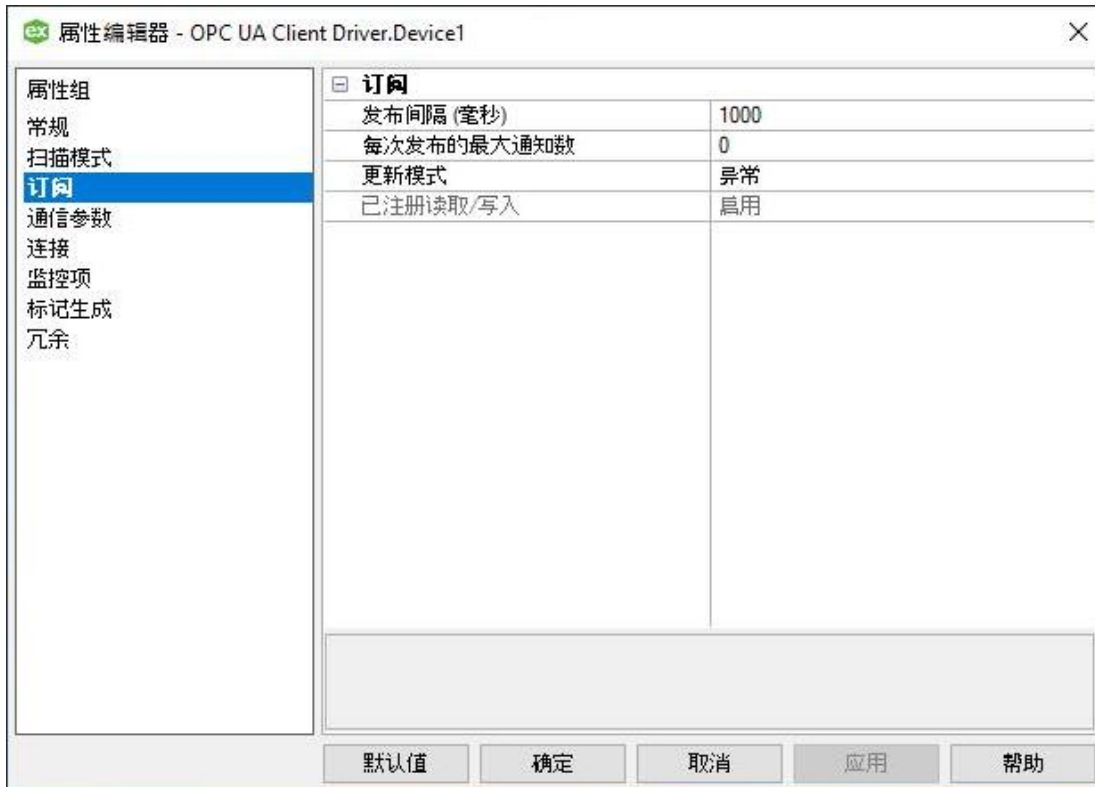 ex 属性编辑器 - OPC UA Client Driver.Device1
属性组
常规
扫描模式
订阅
通信参数
连接
监控项
标记生成
冗余
订阅
发布间隔 (毫秒) 1000
每次发布的最大通知数 0
更新模式 异常
已注册读取/写入 启用
默认值 确定 取消 应用 帮助